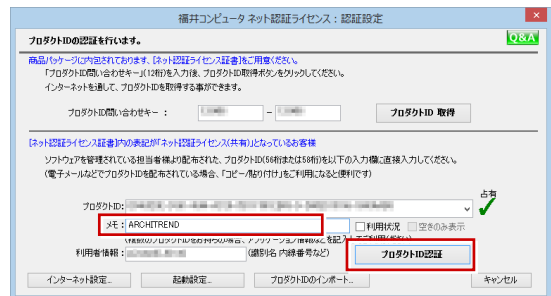 福井コンピュータ ネット認証ライセンス：認証設定
×
プロダクトIDの認証を行います。
Q&A
商品パッケージに内包されております、[ネット認証ライセンス証書]をご用意ください。
「プロダクトID問い合わせキー」(12桁)を入力後、プロダクトID取得ボタンをクリックしてください。
インターネットを通して、プロダクトIDを取得する事ができます。
プロダクトID問い合わせキー：
-
プロダクトID 取得
[ネット認証ライセンス証書]内の表記が「ネット認証ライセンス(共有)」となっているお客様
ソフトウェアを管理されている担当者様より配布された、プロダクトID(56桁または58桁)を以下の入力欄に直接入力してください。
(電子メールなどでプロダクトIDを配布されている場合、「コピー/貼り付け」をご利用になると便利です)
占有
プロダクトID:
メモ: ARCHITREND
利用状況
空きのみ表示
利用者情報:
(識別名 内線番号など)
プロダクトID認証
インターネット設定...
起動設定...
プロダクトIDのインポート...
キャンセル